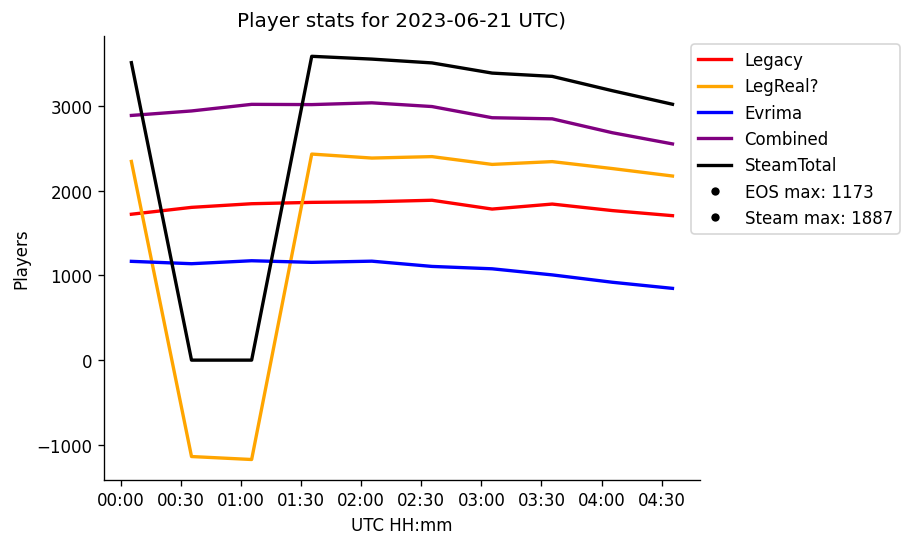 Player stats for 2023-06-21 UTC)
Legacy
LegReal?
Evrima
Combined
SteamTotal
EOS max: 1173
Steam max: 1887
Players
3000
2000
1000
0
−1000
00:00 00:30 01:00 01:30 02:00 02:30 03:00 03:30 04:00 04:30
UTC HH:mm